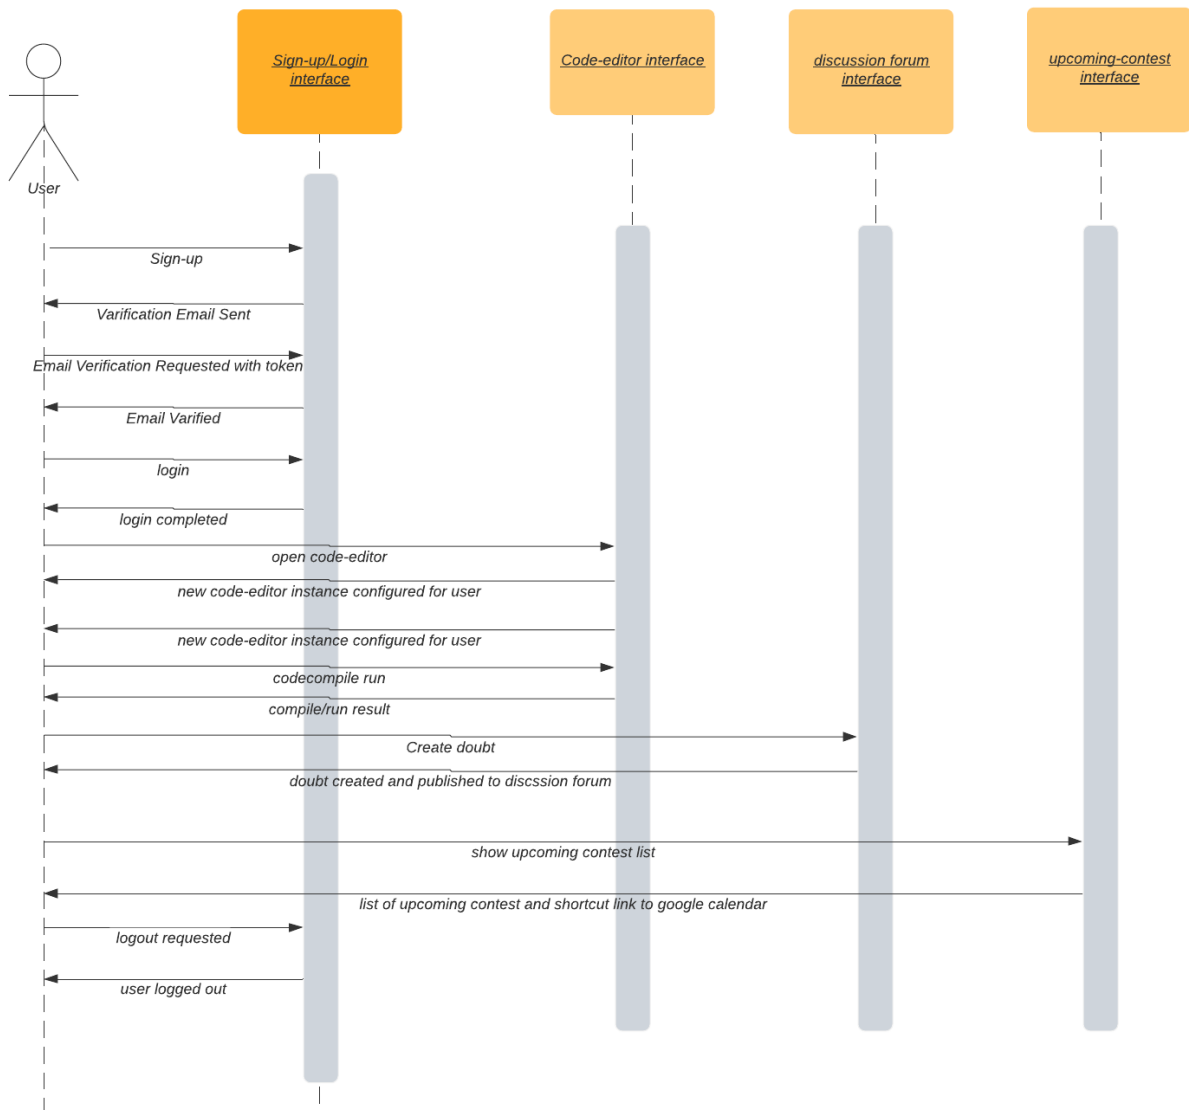 Sign-up/Login
interface
Code-editor interface
discussion forum
interface
upcoming-contest
interface
User
Sign-up
Varification Email Sent
Email Verification Requested with token
Email Varified
login
login completed
open code-editor
new code-editor instance configured for user
new code-editor instance configured for user
codecompile run
compile/run result
Create doubt
doubt created and published to discssion forum
show upcoming contest list
list of upcoming contest and shortcut link to google calendar
logout requested
user logged out